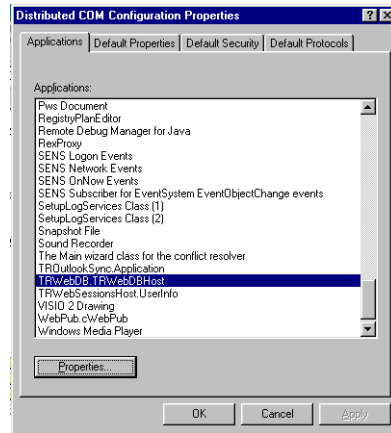 Distributed COM Configuration Properties
Applications
Default Properties
Default Security
Default Protocols
Applications:
Pws Document
RegistryPlanEditor
Remote Debug Manager for Java
RexProxy
SENS Logon Events
SENS Network Events
SENS OnNow Events
SENS Subscriber for EventSystem EventObjectChange events
SetupLogServices Class (1)
SetupLogServices Class (2)
Snapshot File
Sound Recorder
The Main wizard class for the conflict resolver
TROutlookSync.Application
TRWebDB.TRWebDBHost
TRWebSessionsHost.UserInfo
VISIO 2 Drawing
WebPub.cWebPub
Windows Media Player
Properties...
OK
Cancel
Apply